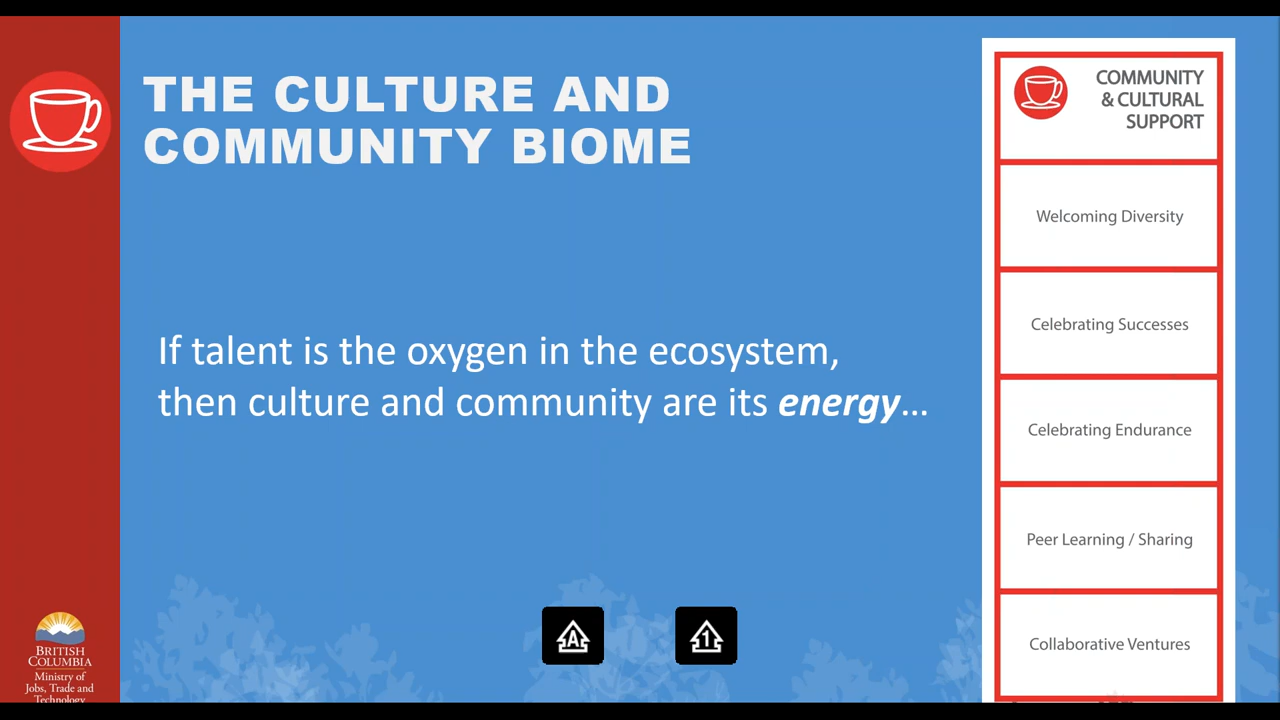 THE CULTURE AND
COMMUNITY BIOME
If talent is the oxygen in the ecosystem,
then culture and community are its energy...
COMMUNITY
& CULTURAL
SUPPORT
Welcoming Diversity
Celebrating Successes
Celebrating Endurance
Peer Learning / Sharing
Collaborative Ventures
BRITISH
COLUMBIA
Ministry of
Jobs, Trade and
Technology
A
1